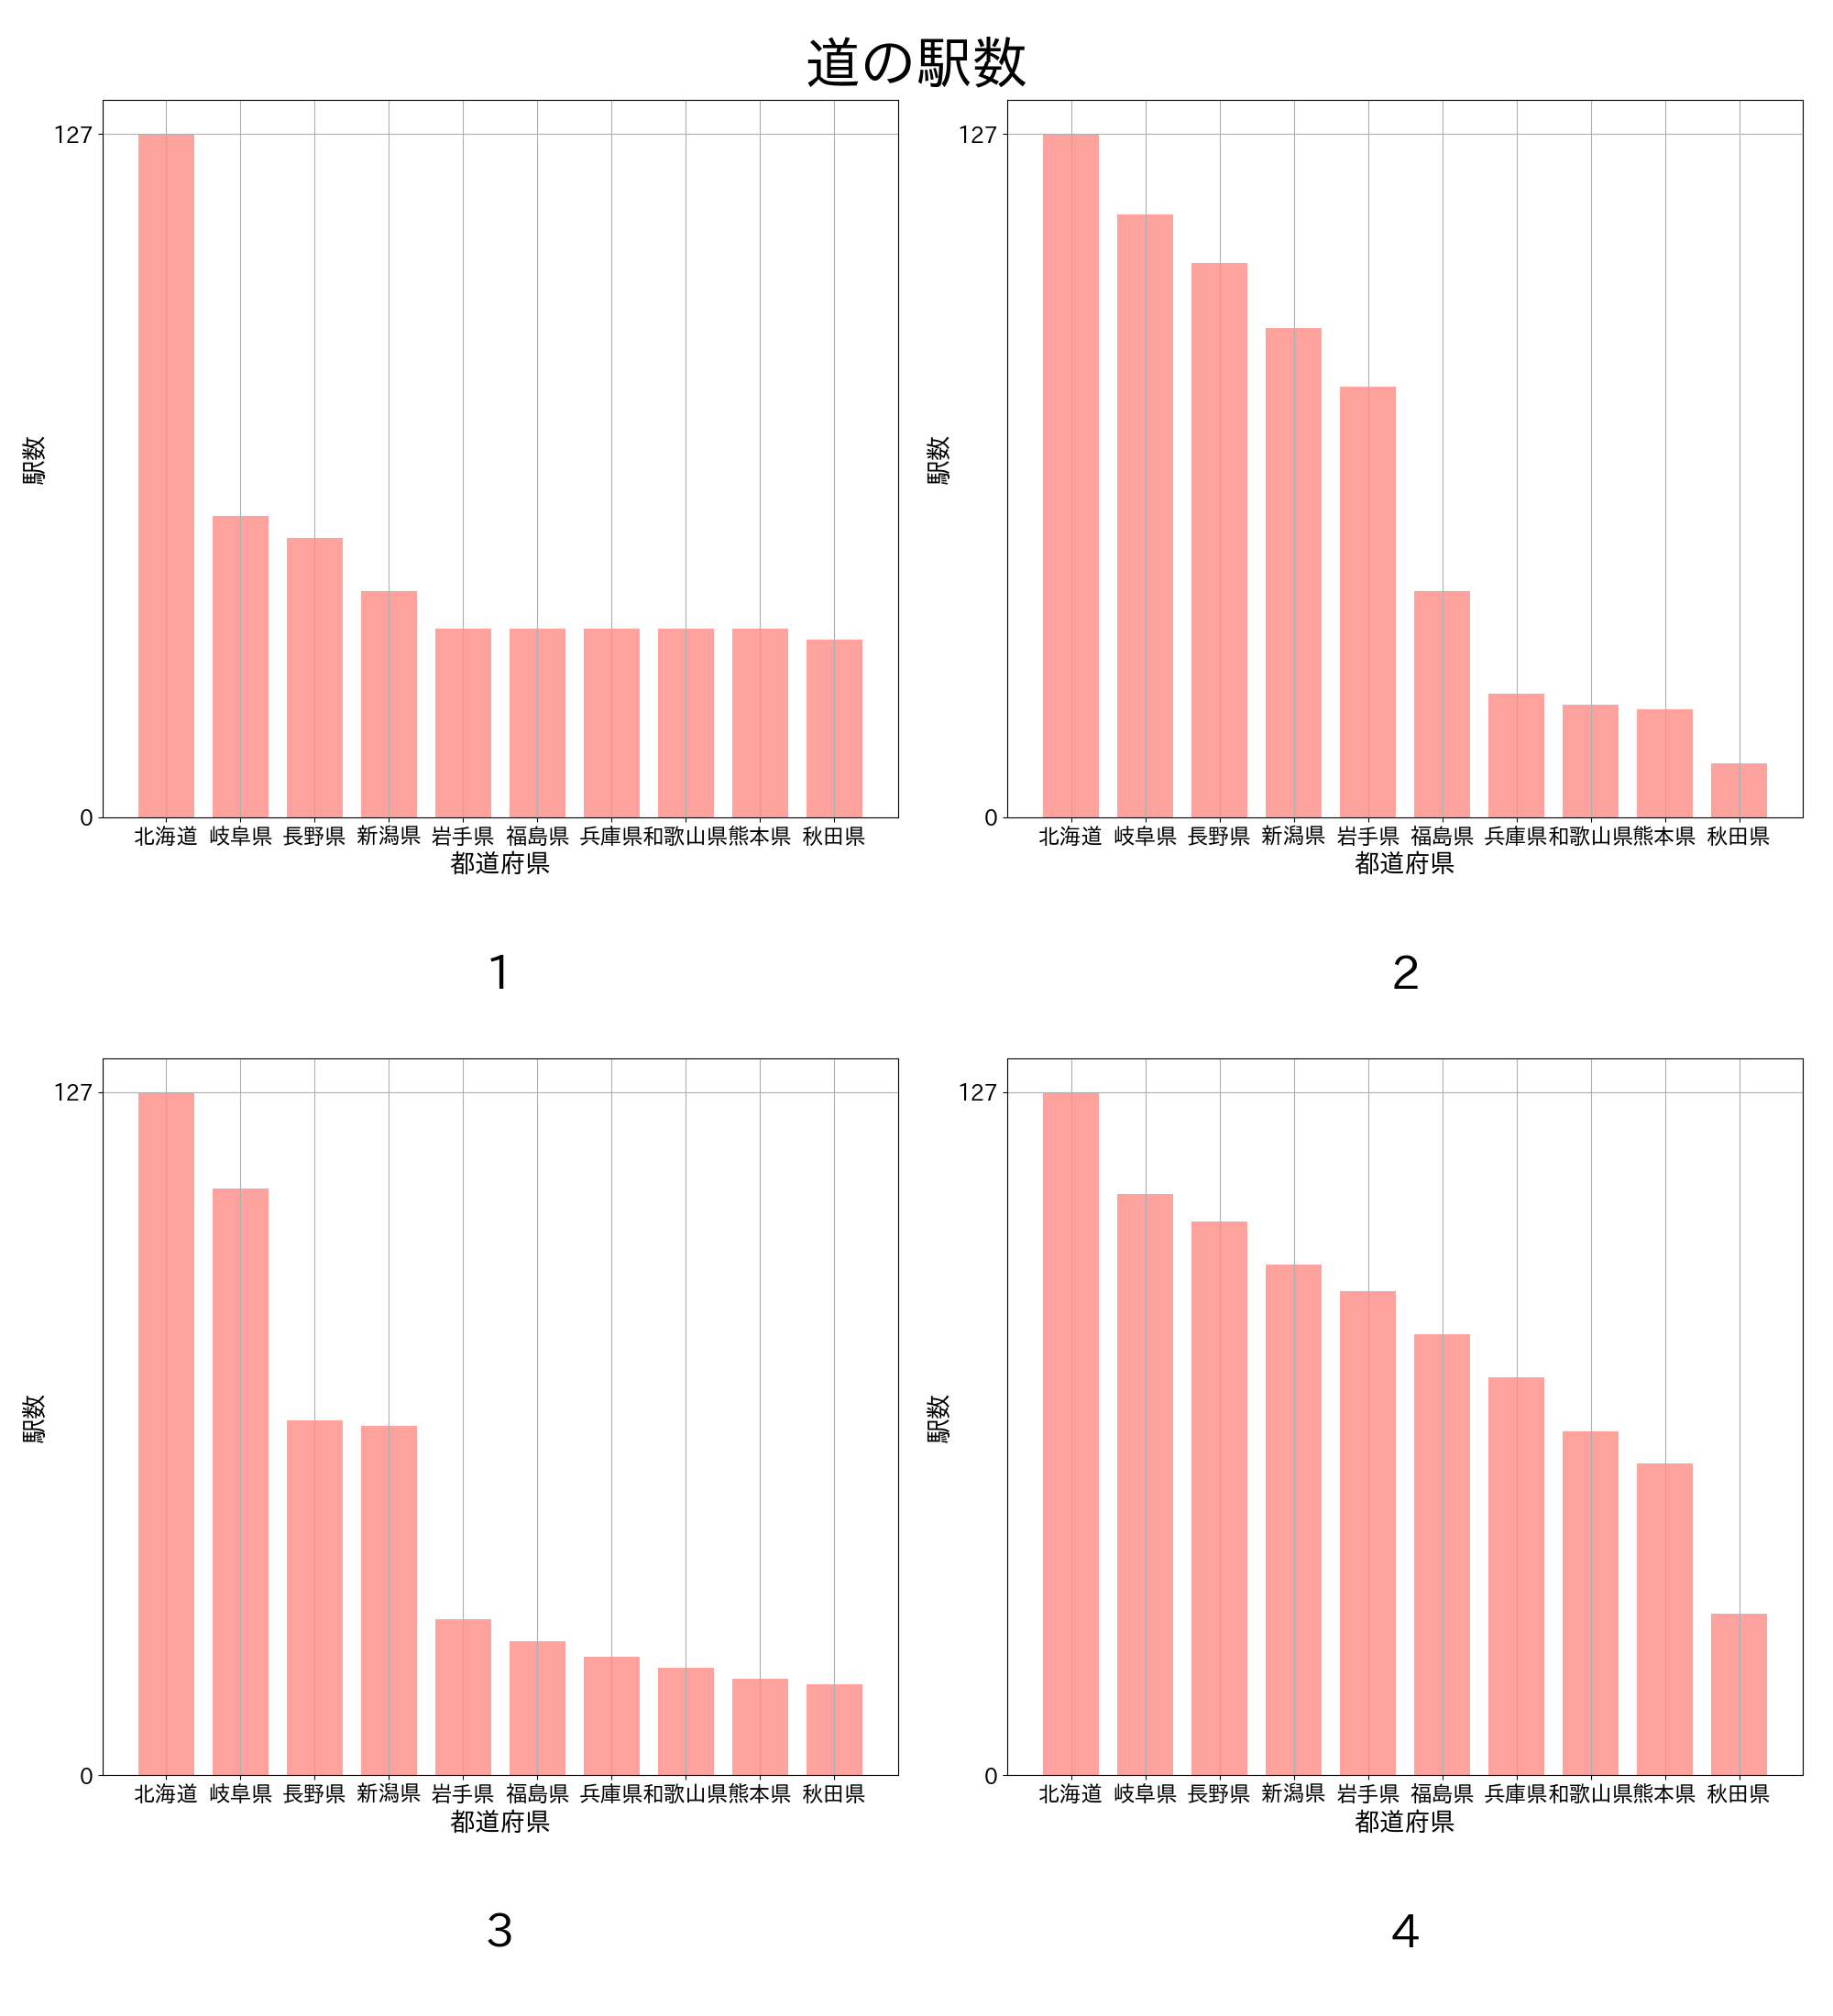 道の駅数
127
0
駅数
北海道 岐阜県 長野県 新潟県 岩手県 福島県 兵庫県 和歌山県 熊本県 秋田県
都道府県
1
127
0
駅数
北海道 岐阜県 長野県 新潟県 岩手県 福島県 兵庫県 和歌山県 熊本県 秋田県
都道府県
2
127
0
駅数
北海道 岐阜県 長野県 新潟県 岩手県 福島県 兵庫県 和歌山県 熊本県 秋田県
都道府県
3
127
0
駅数
北海道 岐阜県 長野県 新潟県 岩手県 福島県 兵庫県 和歌山県 熊本県 秋田県
都道府県
4